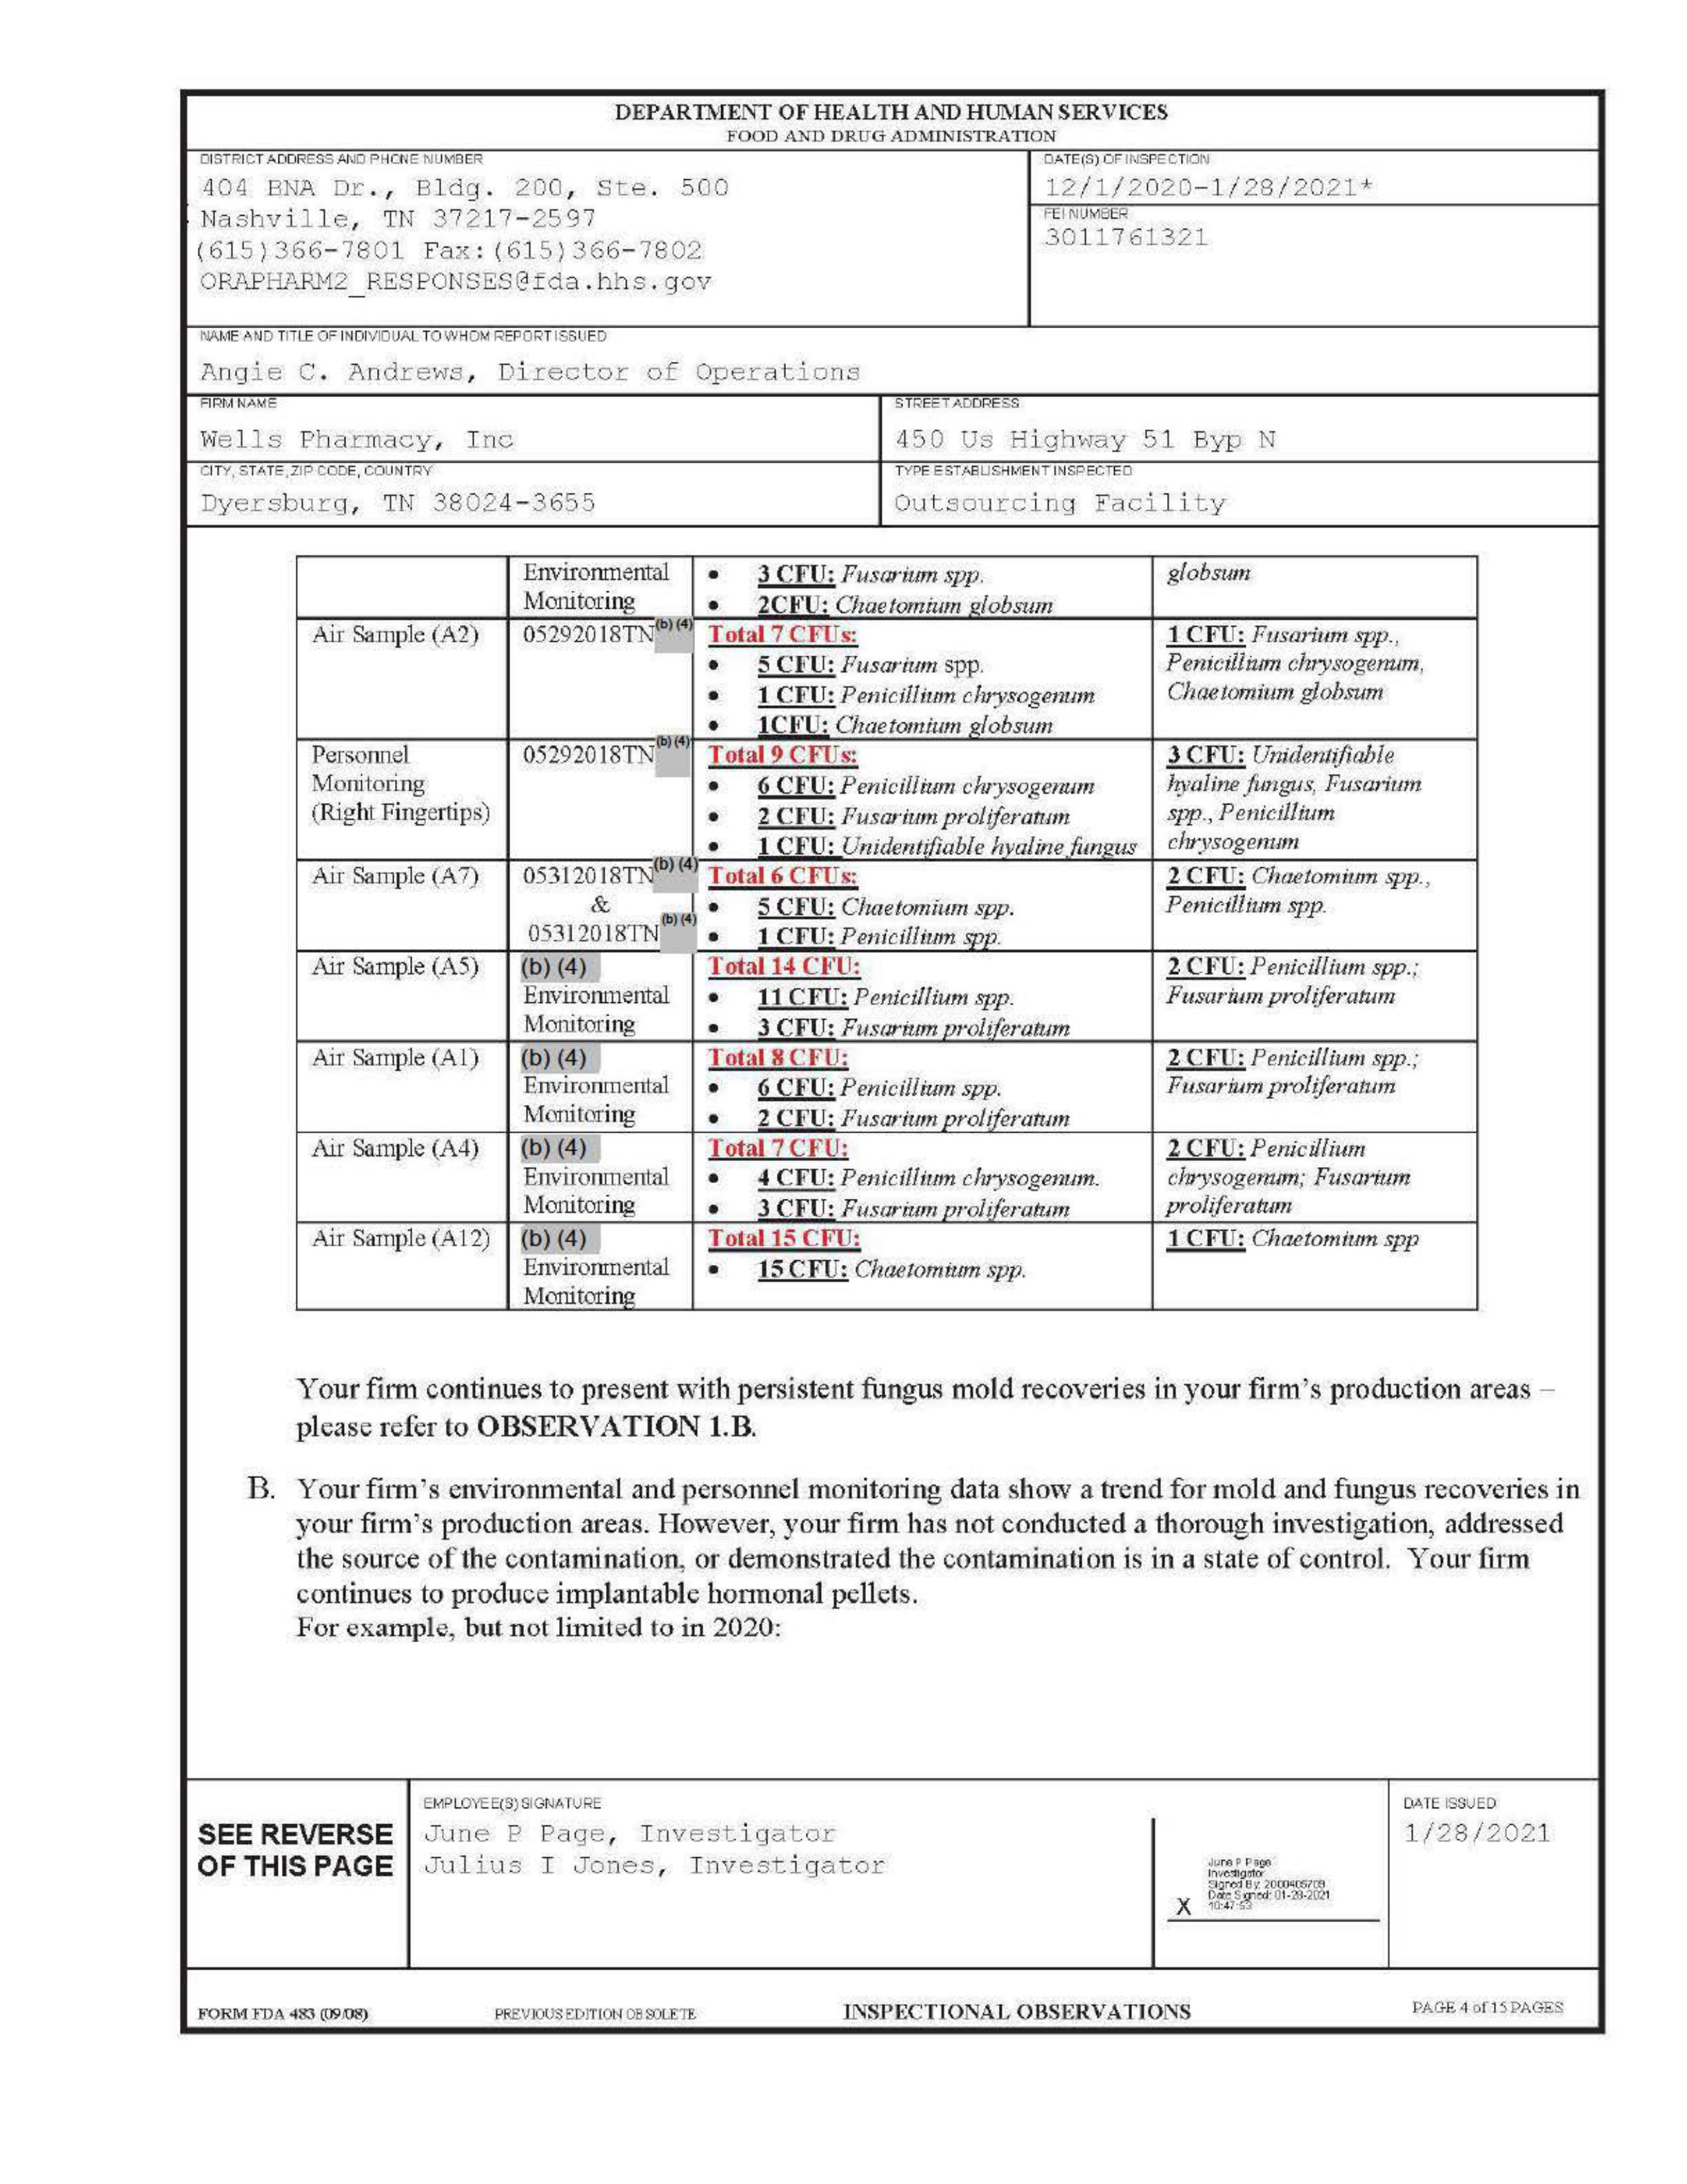 DEPARTMENT OF HEALTH AND HUMAN SERVICES
FOOD AND DRUG ADMINISTRATION
DISTRICT ADDRESS AND PHONE NUMBER
404 BNA Dr., Bldg. 200, Ste. 500
Nashville, TN 37217-2597
(615)366-7801 Fax:(615)366-7802
ORAPHARM2_RESPONSES@fda.hhs.gov
DATE(S) OF INSPECTION
12/1/2020-1/28/2021*
FEI NUMBER
3011761321
NAME AND TITLE OF INDIVIDUAL TO WHOM REPORT ISSUED
Angie C. Andrews, Director of Operations
FIRM NAME
Wells Pharmacy, Inc
STREET ADDRESS
450 Us Highway 51 Byp N
CITY, STATE, ZIP CODE, COUNTRY
Dyersburg, TN 38024-3655
TYPE ESTABLISHMENT INSPECTED
Outsourcing Facility
Environmental
Monitoring
• 3 CFU: Fusarium spp.
• 2CFU: Chaetomium globsum
globsum
Air Sample (A2)
05292018TN(b) (4)
Total 7 CFUs:
• 5 CFU: Fusarium spp.
• 1 CFU: Penicillium chrysogenum
• 1CFU: Chaetomium globsum
1 CFU: Fusarium spp.,
Penicillium chrysogenum,
Chaetomium globsum
Personnel
Monitoring
(Right Fingertips)
05292018TN(b) (4)
Total 9 CFUs:
• 6 CFU: Penicillium chrysogenum
• 2 CFU: Fusarium proliferatum
• 1 CFU: Unidentifiable hyaline fungus
3 CFU: Unidentifiable
hyaline fungus, Fusarium
spp., Penicillium
chrysogenum
Air Sample (A7)
05312018TN(b) (4)
&
05312018TN(b) (4)
Total 6 CFUs:
• 5 CFU: Chaetomium spp.
• 1 CFU: Penicillium spp.
2 CFU: Chaetomium spp.,
Penicillium spp.
Air Sample (A5)
(b) (4)
Environmental
Monitoring
Total 14 CFU:
• 11 CFU: Penicillium spp.
• 3 CFU: Fusarium proliferatum
2 CFU: Penicillium spp.;
Fusarium proliferatum
Air Sample (A1)
(b) (4)
Environmental
Monitoring
Total 8 CFU:
• 6 CFU: Penicillium spp.
• 2 CFU: Fusarium proliferatum
2 CFU: Penicillium spp.;
Fusarium proliferatum
Air Sample (A4)
(b) (4)
Environmental
Monitoring
Total 7 CFU:
• 4 CFU: Penicillium chrysogenum.
• 3 CFU: Fusarium proliferatum
2 CFU: Penicillium
chrysogenum; Fusarium
proliferatum
Air Sample (A12)
(b) (4)
Environmental
Monitoring
Total 15 CFU:
• 15 CFU: Chaetomium spp.
1 CFU: Chaetomium spp
Your firm continues to present with persistent fungus mold recoveries in your firm's production areas –
please refer to OBSERVATION 1.B.
B. Your firm's environmental and personnel monitoring data show a trend for mold and fungus recoveries in
your firm's production areas. However, your firm has not conducted a thorough investigation, addressed
the source of the contamination, or demonstrated the contamination is in a state of control. Your firm
continues to produce implantable hormonal pellets.
For example, but not limited to in 2020:
SEE REVERSE
OF THIS PAGE
EMPLOYEE(S) SIGNATURE
June P Page, Investigator
Julius I Jones, Investigator
June P Page
Investigator
Signed By: 2000405709
Date Signed: 01-28-2021
10:47:53
X
DATE ISSUED
1/28/2021
FORM FDA 483 (09/08)
PREVIOUS EDITION OBSOLETE
INSPECTIONAL OBSERVATIONS
PAGE 4 of 15 PAGES